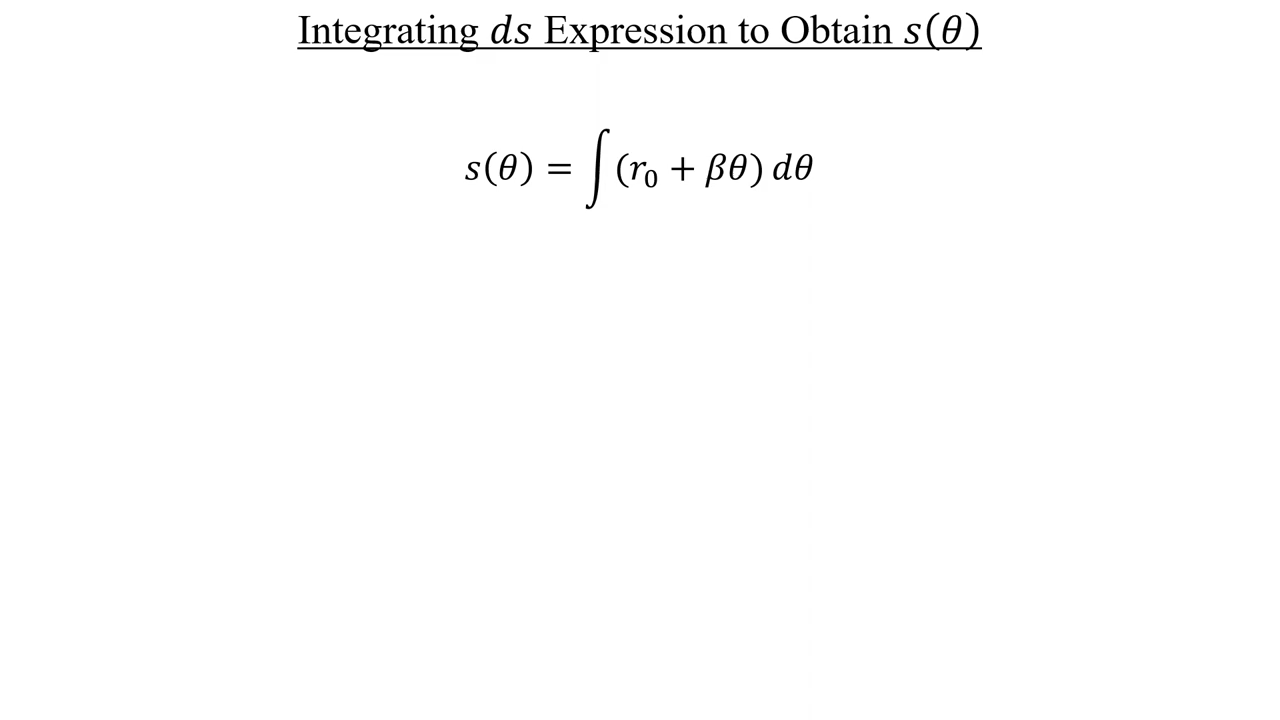 Integrating ds Expression to Obtain s(θ)
s(θ) = ∫(r₀ + βθ) dθ